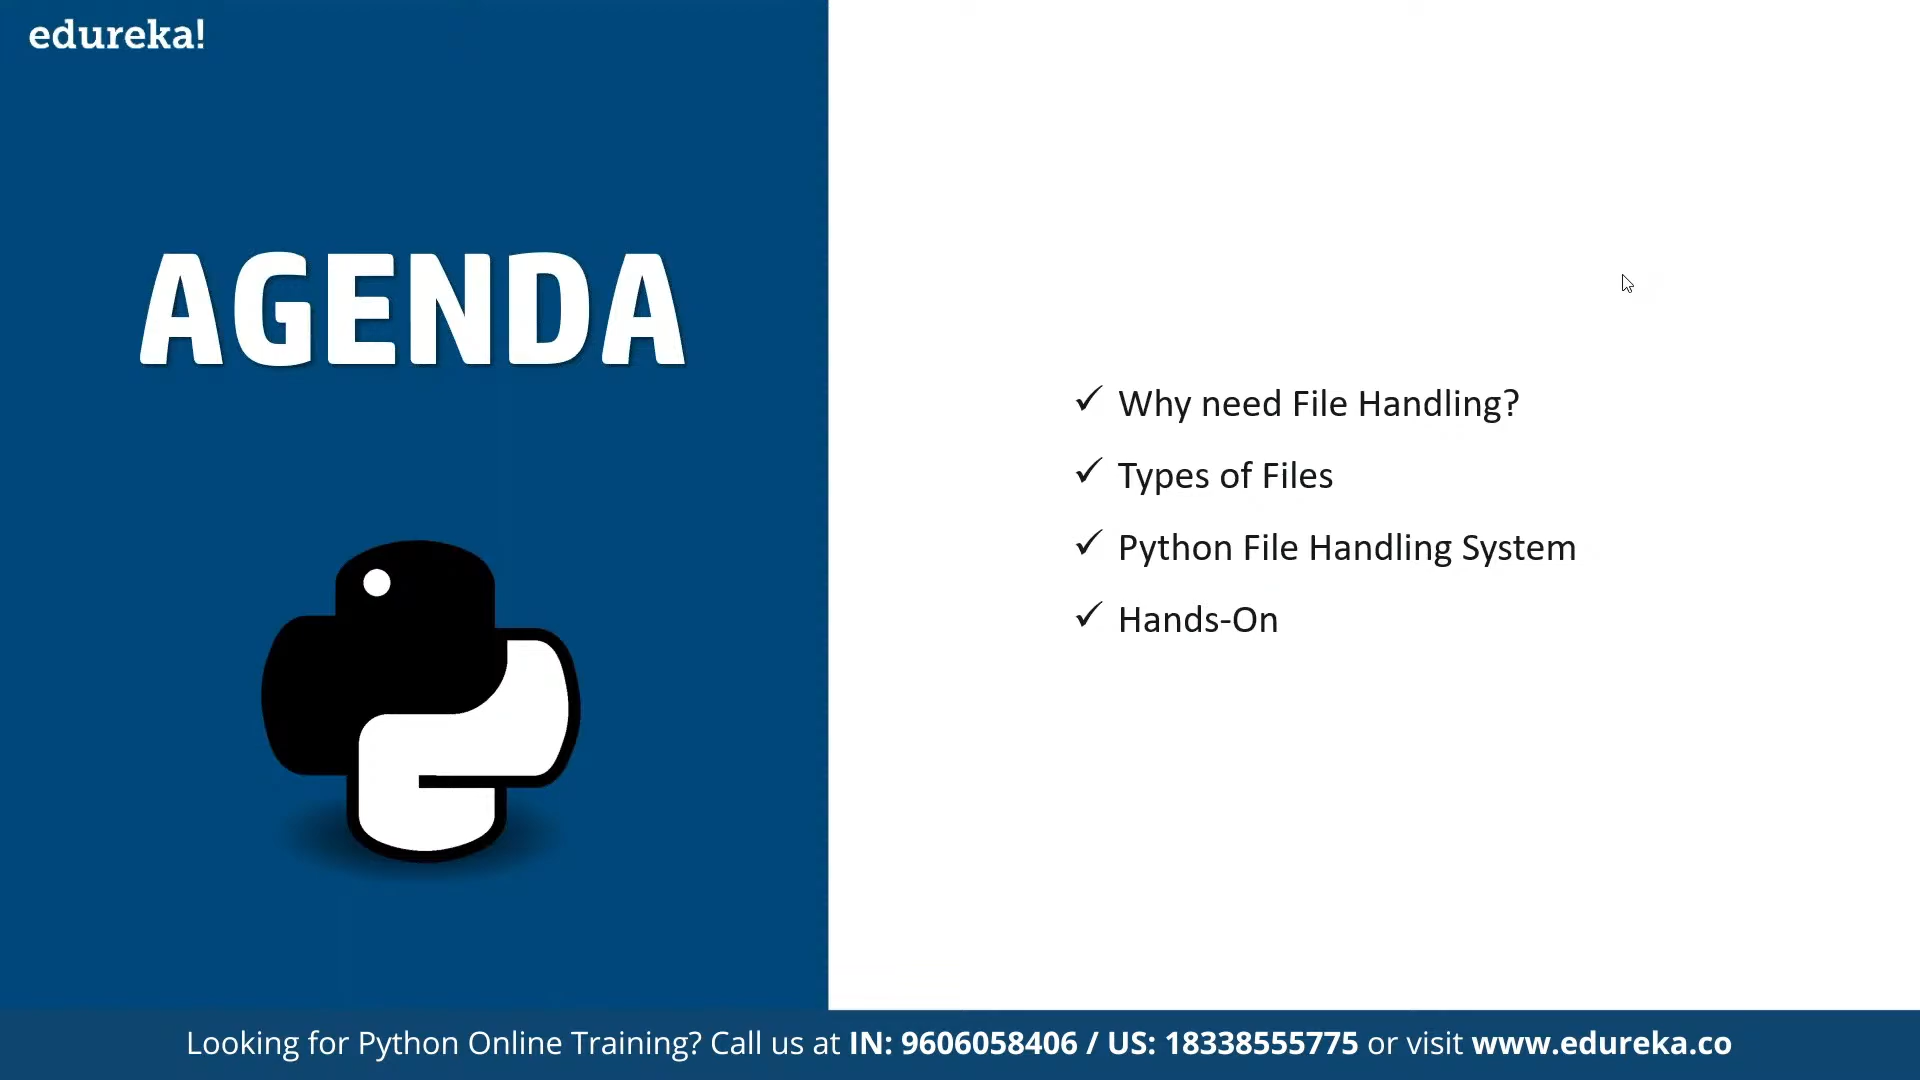 edureka!
AGENDA
✓ Why need File Handling?
✓ Types of Files
✓ Python File Handling System
✓ Hands-On
Looking for Python Online Training? Call us at IN: 9606058406 / US: 18338555775 or visit www.edureka.co